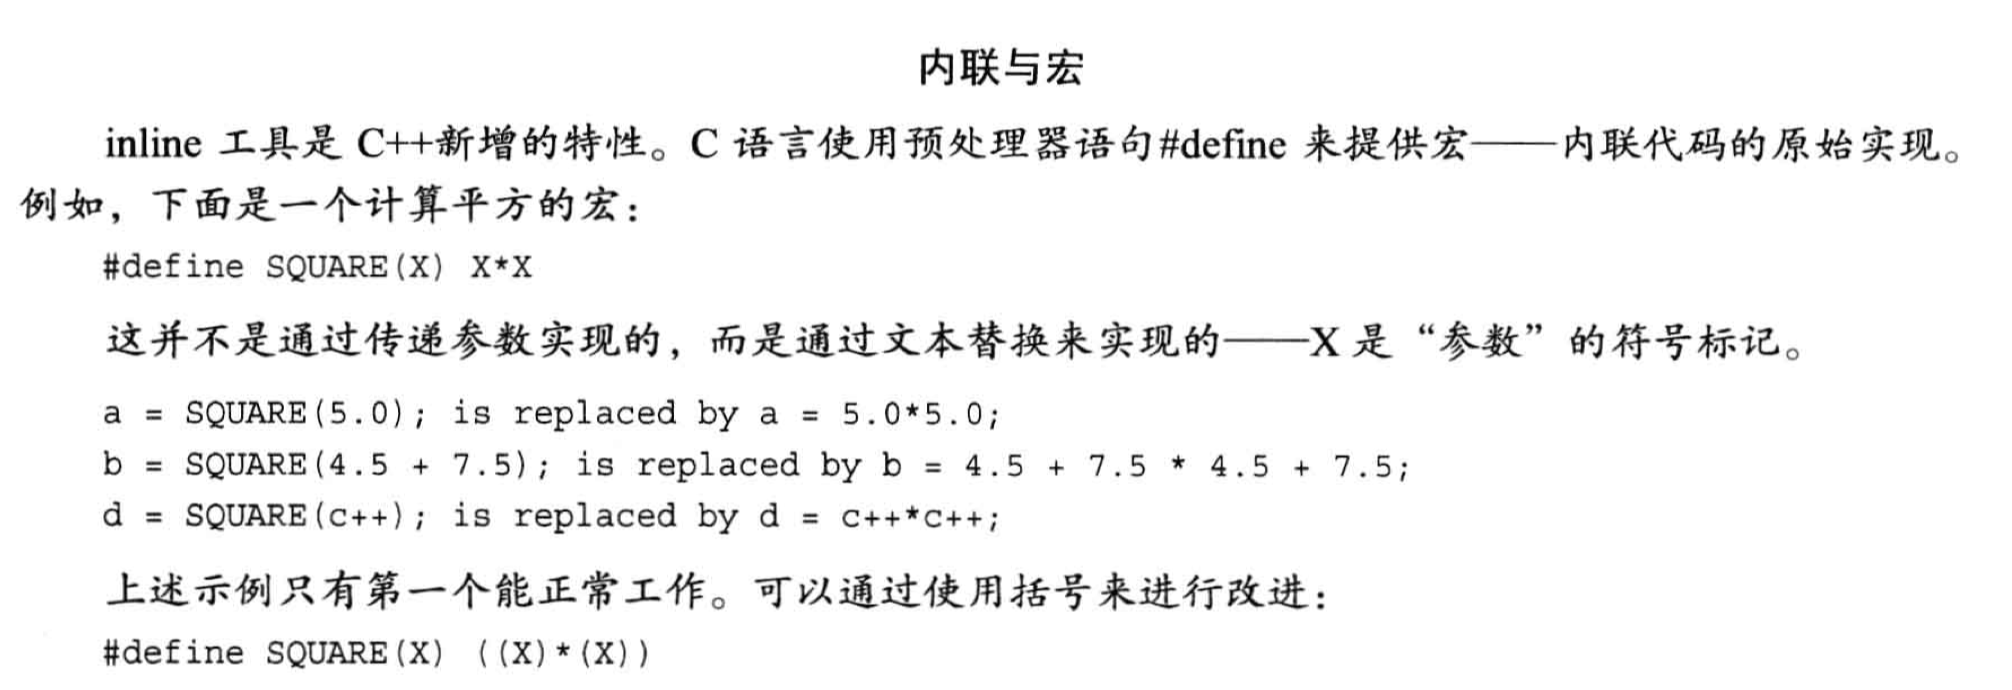 内联与宏
inline 工具是 C++新增的特性。C 语言使用预处理器语句#define 来提供宏——内联代码的原始实现。
例如，下面是一个计算平方的宏：
#define SQUARE(X) X*X
这并不是通过传递参数实现的，而是通过文本替换来实现的——X 是“参数”的符号标记。
a = SQUARE(5.0); is replaced by a = 5.0*5.0;
b = SQUARE(4.5 + 7.5); is replaced by b = 4.5 + 7.5 * 4.5 + 7.5;
d = SQUARE(c++); is replaced by d = c++*c++;
上述示例只有第一个能正常工作。可以通过使用括号来进行改进：
#define SQUARE(X) ((X)*(X))